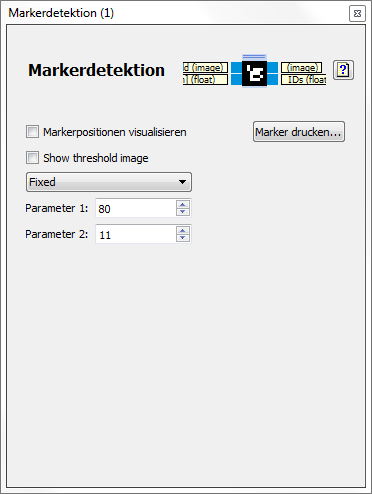 Markerdetektion (1)
Markerdetektion
d (image)
(image)
] (float)
IDs (float
Markerpositionen visualisieren
Marker drucken...
Show threshold image
Fixed
Parameter 1: 80
Parameter 2: 11